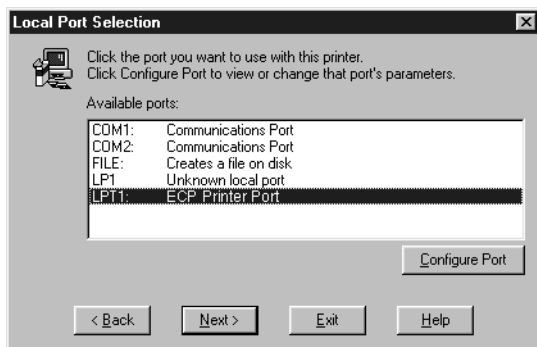 Local Port Selection
Click the port you want to use with this printer.
Click Configure Port to view or change that port's parameters.
Available ports:
COM1: Communications Port
COM2: Communications Port
FILE: Creates a file on disk
LP1 Unknown local port
LPT1: ECP Printer Port
Configure Port
< Back Next > Exit Help